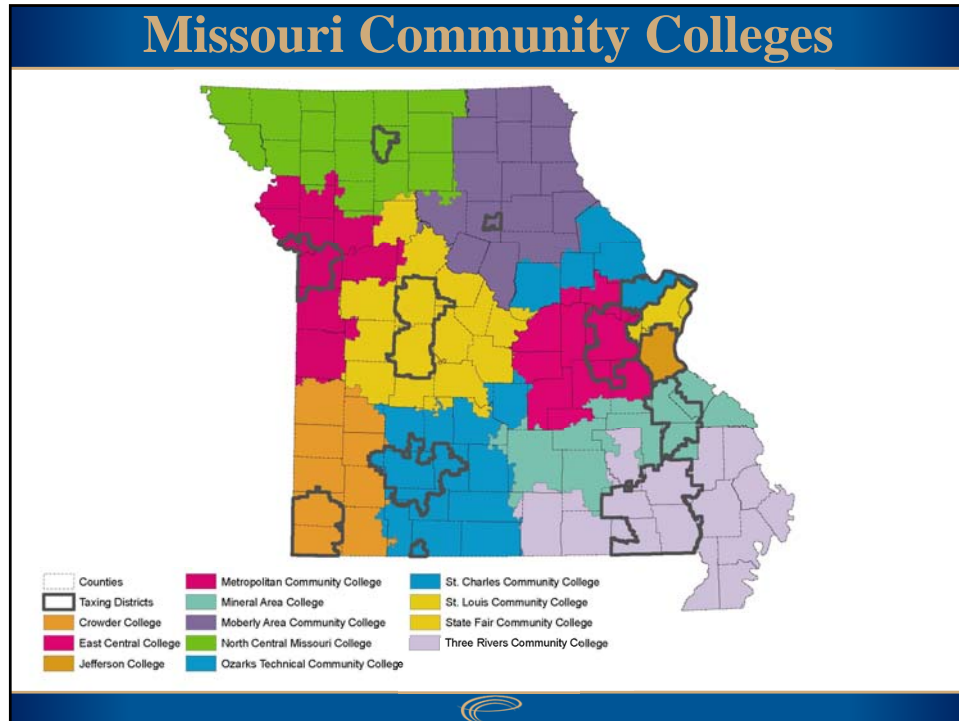 Missouri Community Colleges
Counties
Taxing Districts
Crowder College
East Central College
Jefferson College
Metropolitan Community College
Mineral Area College
Moberly Area Community College
North Central Missouri College
Ozarks Technical Community College
St. Charles Community College
St. Louis Community College
State Fair Community College
Three Rivers Community College